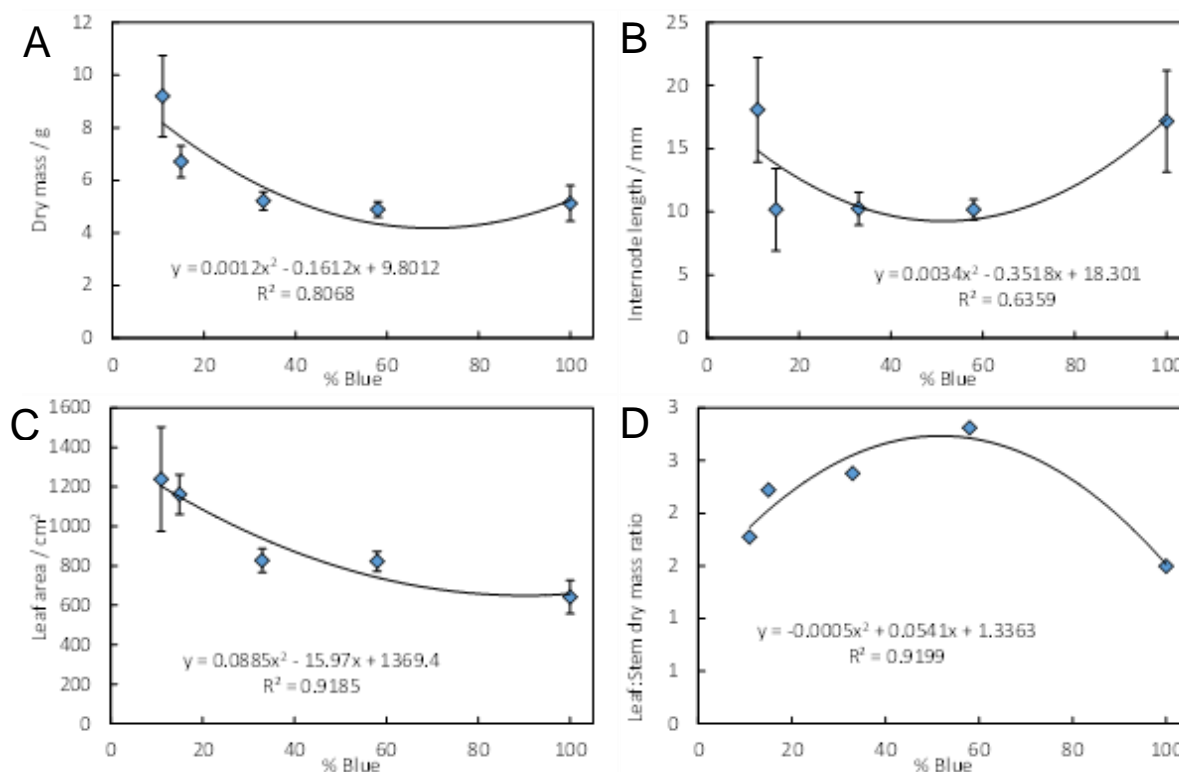 A
Dry mass / g
12
10
8
6
4
2
0
y = 0.0012x² - 0.1612x + 9.8012
R² = 0.8068
0 20 40 60 80 100
% Blue
B
Internode length / mm
25
20
15
10
5
0
y = 0.0034x² - 0.3518x + 18.301
R² = 0.6359
0 20 40 60 80 100
% Blue
C
Leaf area / cm²
1600
1400
1200
1000
800
600
400
200
0
y = 0.0885x² - 15.97x + 1369.4
R² = 0.9185
0 20 40 60 80 100
% Blue
D
Leaf:Stem dry mass ratio
3
3
2
2
1
1
0
y = -0.0005x² + 0.0541x + 1.3363
R² = 0.9199
0 20 40 60 80 100
% Blue